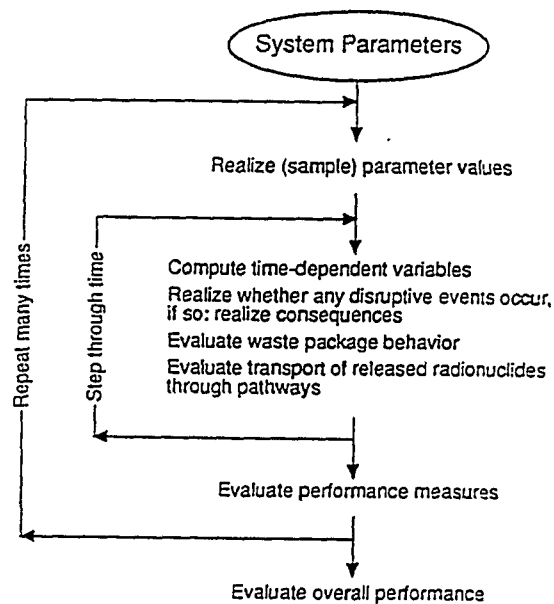 System Parameters
Realize (sample) parameter values
Repeat many times
Step through time
Compute time-dependent variables
Realize whether any disruptive events occur,
if so: realize consequences
Evaluate waste package behavior
Evaluate transport of released radionuclides
through pathways
Evaluate performance measures
Evaluate overall performance